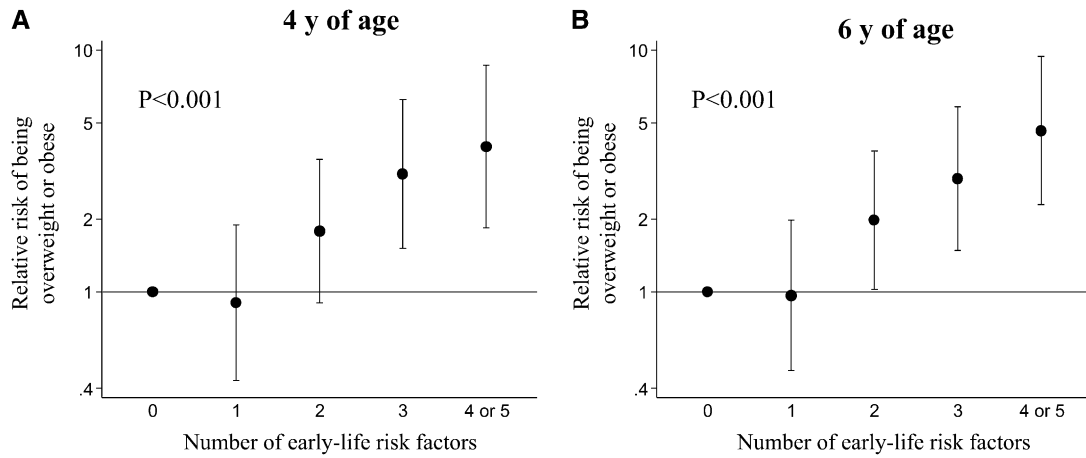 A
4 y of age
P<0.001
Relative risk of being
overweight or obese
10
5
2
1
.4
0 1 2 3 4 or 5
Number of early-life risk factors
B
6 y of age
P<0.001
Relative risk of being
overweight or obese
10
5
2
1
.4
0 1 2 3 4 or 5
Number of early-life risk factors